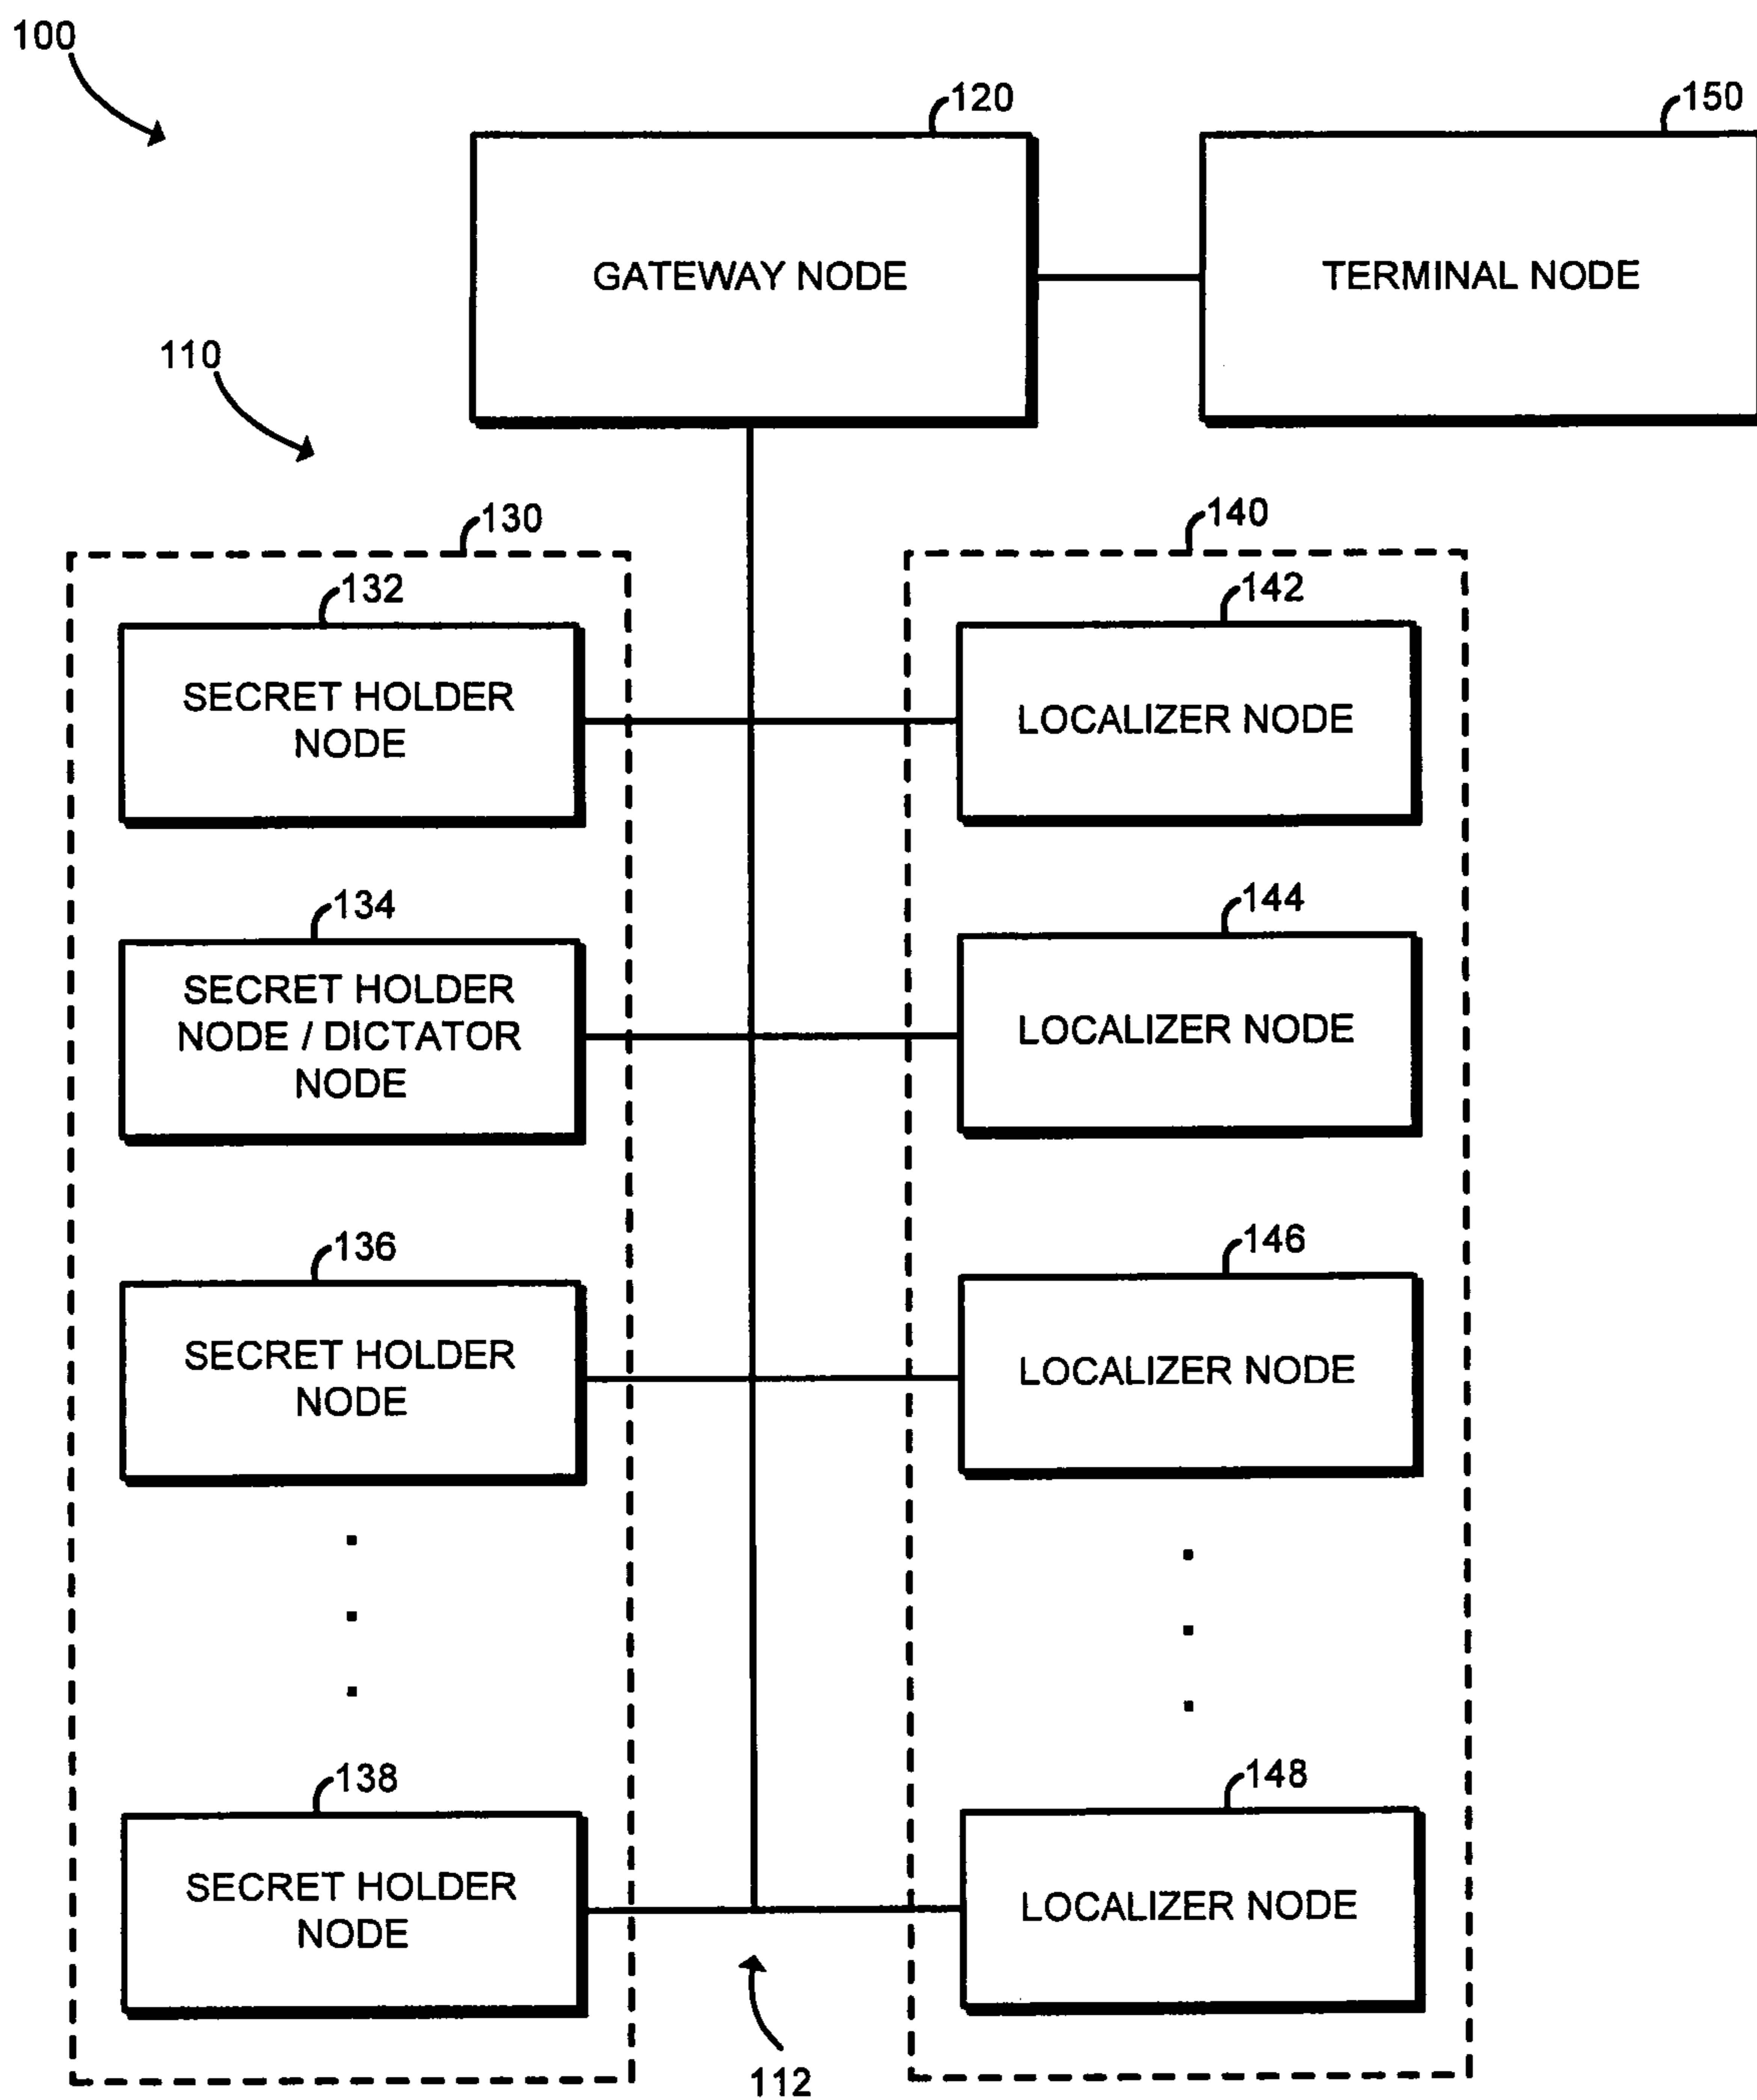 100
120
150
GATEWAY NODE
TERMINAL NODE
110
130
140
132
142
SECRET HOLDER
NODE
LOCALIZER NODE
134
144
SECRET HOLDER
NODE / DICTATOR
NODE
LOCALIZER NODE
136
146
SECRET HOLDER
NODE
LOCALIZER NODE
138
148
SECRET HOLDER
NODE
LOCALIZER NODE
112